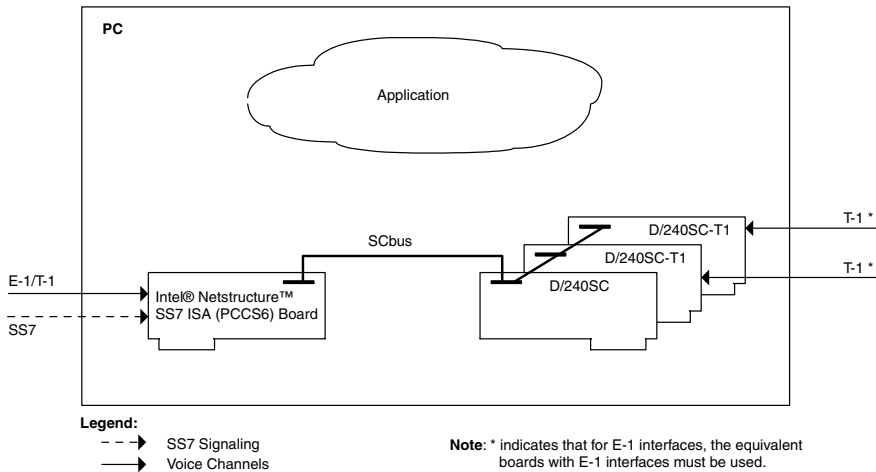 PC
Application
T-1 *
D/240SC-T1
SCbus
D/240SC-T1
T-1 *
E-1/T-1
D/240SC
Intel® Netstructure™
SS7 ISA (PCCS6) Board
SS7
Legend:
SS7 Signaling
Voice Channels
Note: * indicates that for E-1 interfaces, the equivalent
boards with E-1 interfaces must be used.